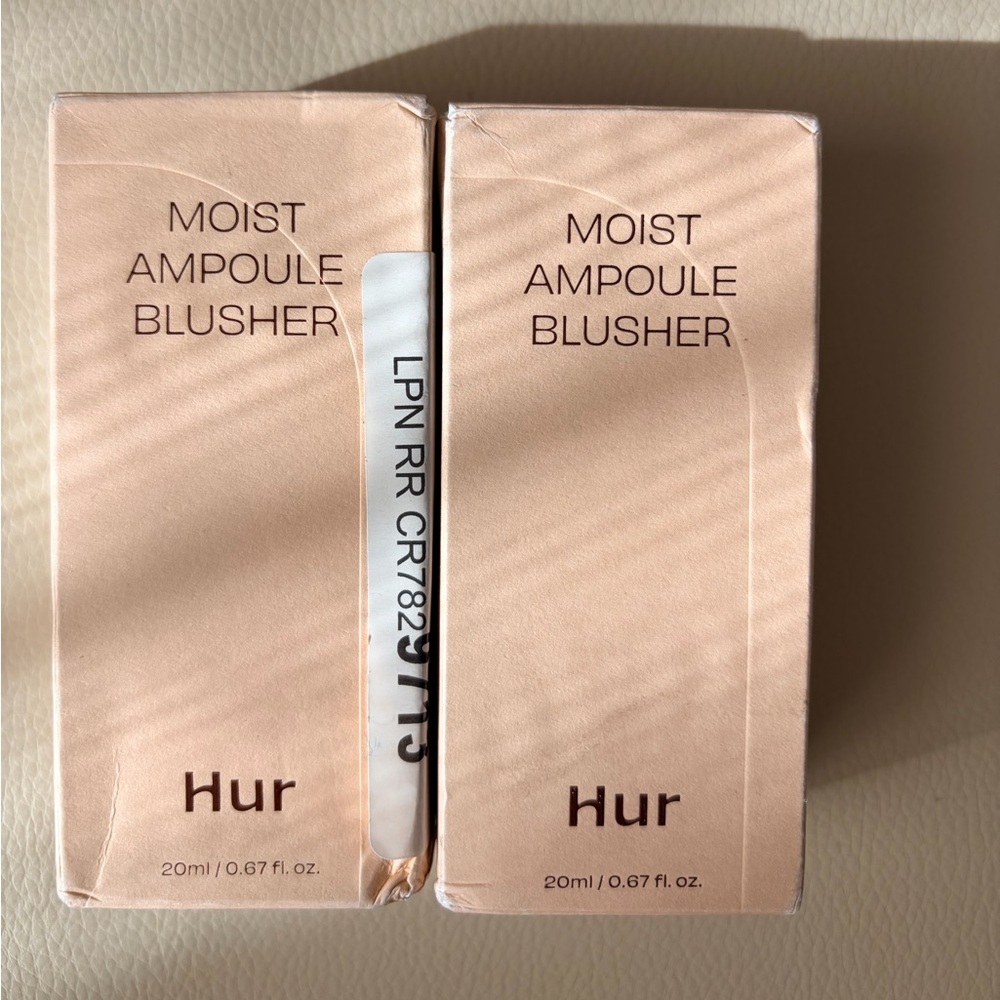 MOIST
AMPOULE
BLUSHER
LPN RR CR7829713
Hur
20ml / 0.67 fl. oz.
MOIST
AMPOULE
BLUSHER
Hur
20ml / 0.67 fl. oz.